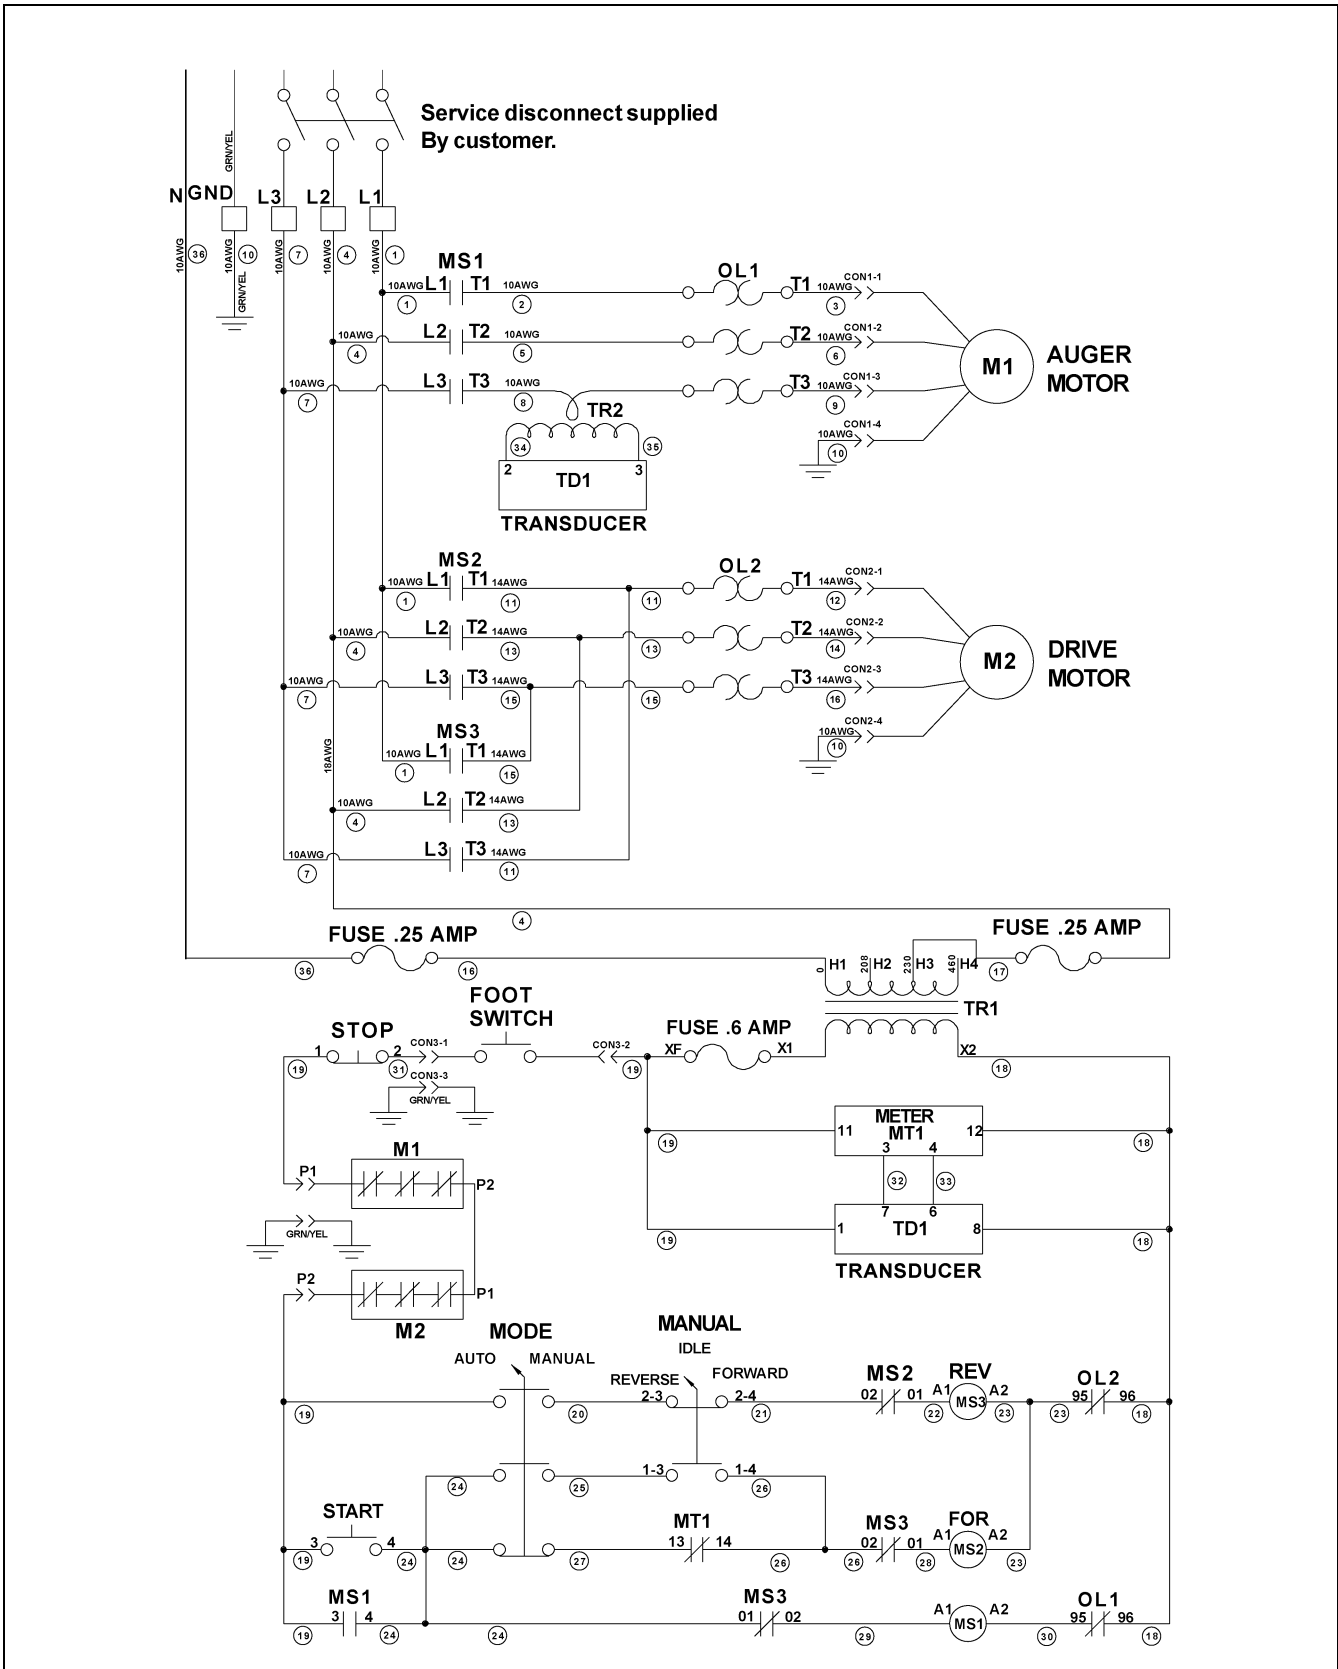 Service disconnect supplied
By customer.
GRN/YEL
N GND L3 L2 L1
10AWG 36 10AWG 10 10AWG 7 10AWG 4 10AWG 1
GRN/YEL
MS1 OL1
10AWG L1 T1 10AWG T1 10AWG CON1-1
1 2 3
10AWG L2 T2 10AWG T2 10AWG CON1-2
4 5 6
10AWG L3 T3 10AWG T3 10AWG CON1-3
7 8 9
M1 AUGER
MOTOR
TR2
10AWG CON1-4
10
34 35
2 3
TD1
TRANSDUCER
MS2 OL2
10AWG L1 T1 14AWG T1 14AWG CON2-1
1 11 11 12
10AWG L2 T2 14AWG T2 14AWG CON2-2
4 13 13 14
10AWG L3 T3 14AWG T3 14AWG CON2-3
7 15 15 16
M2 DRIVE
MOTOR
10AWG CON2-4
10
MS3
18AWG
10AWG L1 T1 14AWG
1 15
10AWG L2 T2 14AWG
4 13
10AWG L3 T3 14AWG
7 11
4
FUSE .25 AMP FUSE .25 AMP
36 16 17
0 H1 208 H2 230 H3 460 H4
TR1
FOOT
SWITCH
FUSE .6 AMP
STOP
1 2 CON3-1 CON3-2 XF X1 X2
19 31 19 18
CON3-3
GRN/YEL
METER
11 MT1 12
3 4
19 18
32 33
M1
P1 P2
7 6
1 TD1 8
19 18
TRANSDUCER
GRN/YEL
P2 P1
M2
MODE MANUAL
IDLE
AUTO MANUAL REVERSE FORWARD
MS2 REV OL2
2-3 2-4 02 01 A1 MS3 A2 95 96
19 20 21 22 23 23 18
1-3 1-4
24 25 26
START MT1 MS3 FOR
3 4 13 14 02 01 A1 MS2 A2
19 24 24 27 26 26 28 23
MS1 MS3 OL1
3 4 01 02 A1 MS1 A2 95 96
19 24 24 29 30 18